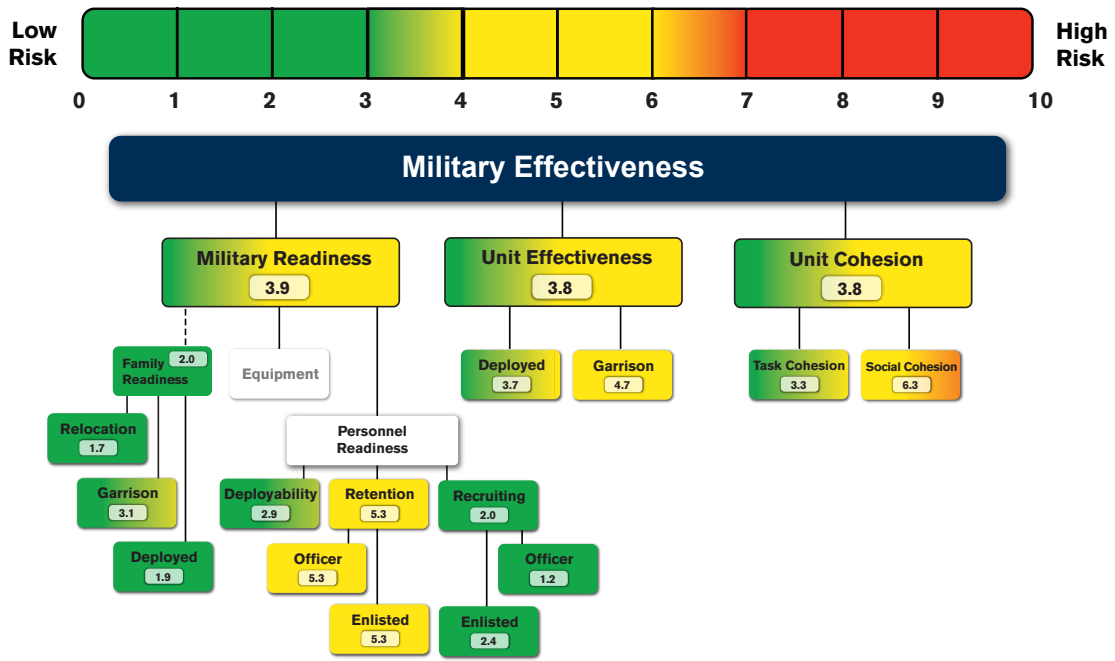 Low
Risk
High
Risk
0 1 2 3 4 5 6 7 8 9 10
Military Effectiveness
Military Readiness
3.9
Unit Effectiveness
3.8
Unit Cohesion
3.8
Family
Readiness
2.0
Equipment
Deployed
3.7
Garrison
4.7
Task Cohesion
3.3
Social Cohesion
6.3
Relocation
1.7
Personnel
Readiness
Garrison
3.1
Deployability
2.9
Retention
5.3
Recruiting
2.0
Deployed
1.9
Officer
5.3
Officer
1.2
Enlisted
5.3
Enlisted
2.4